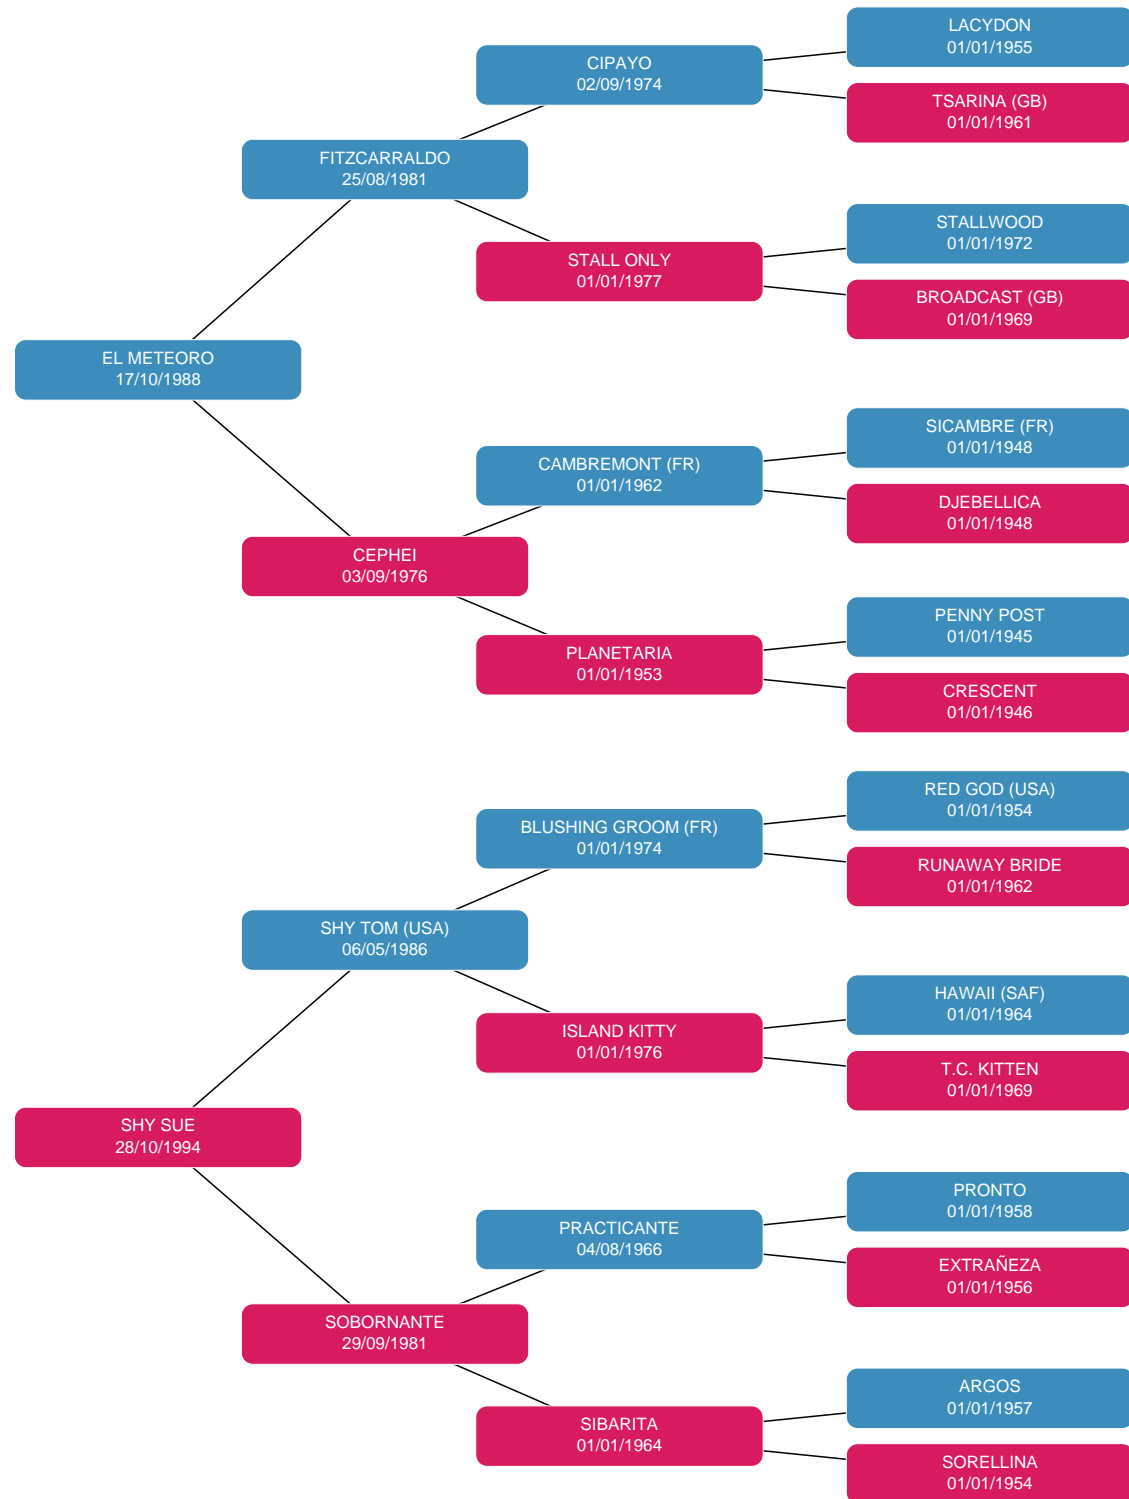 LACYDON
01/01/1955
CIPAYO
02/09/1974
TSARINA (GB)
01/01/1961
FITZCARRALDO
25/08/1981
STALLWOOD
01/01/1972
STALL ONLY
01/01/1977
BROADCAST (GB)
01/01/1969
EL METEORO
17/10/1988
SICAMBRE (FR)
01/01/1948
CAMBREMONT (FR)
01/01/1962
DJEBELLICA
01/01/1948
CEPHEI
03/09/1976
PENNY POST
01/01/1945
PLANETARIA
01/01/1953
CRESCENT
01/01/1946
RED GOD (USA)
01/01/1954
BLUSHING GROOM (FR)
01/01/1974
RUNAWAY BRIDE
01/01/1962
SHY TOM (USA)
06/05/1986
HAWAII (SAF)
01/01/1964
ISLAND KITTY
01/01/1976
T.C. KITTEN
01/01/1969
SHY SUE
28/10/1994
PRONTO
01/01/1958
PRACTICANTE
04/08/1966
EXTRAÑEZA
01/01/1956
SOBORNANTE
29/09/1981
ARGOS
01/01/1957
SIBARITA
01/01/1964
SORELLINA
01/01/1954